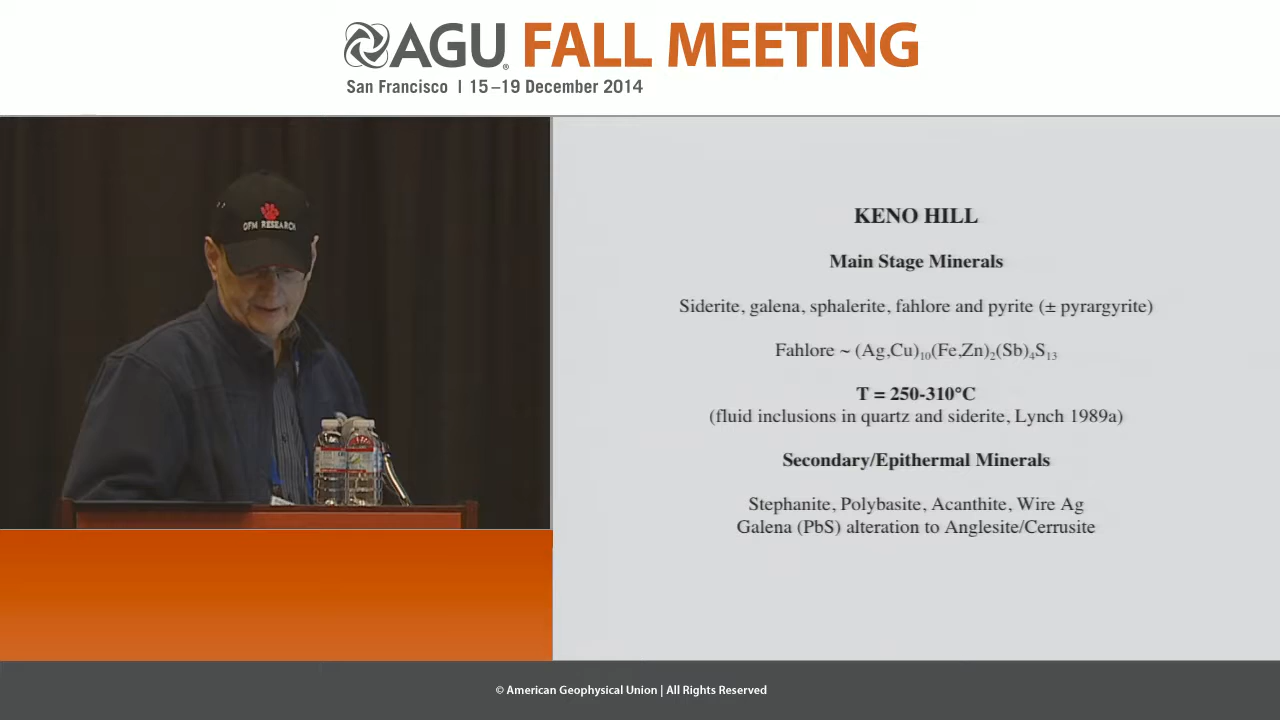 AGU FALL MEETING
San Francisco | 15–19 December 2014
OFM RESEARCH
KENO HILL
Main Stage Minerals
Siderite, galena, sphalerite, fahlore and pyrite (± pyrargyrite)
Fahlore ~ (Ag,Cu)₁₀(Fe,Zn)₂(Sb)₄S₁₃
T = 250-310°C
(fluid inclusions in quartz and siderite, Lynch 1989a)
Secondary/Epithermal Minerals
Stephanite, Polybasite, Acanthite, Wire Ag
Galena (PbS) alteration to Anglesite/Cerrusite
© American Geophysical Union | All Rights Reserved